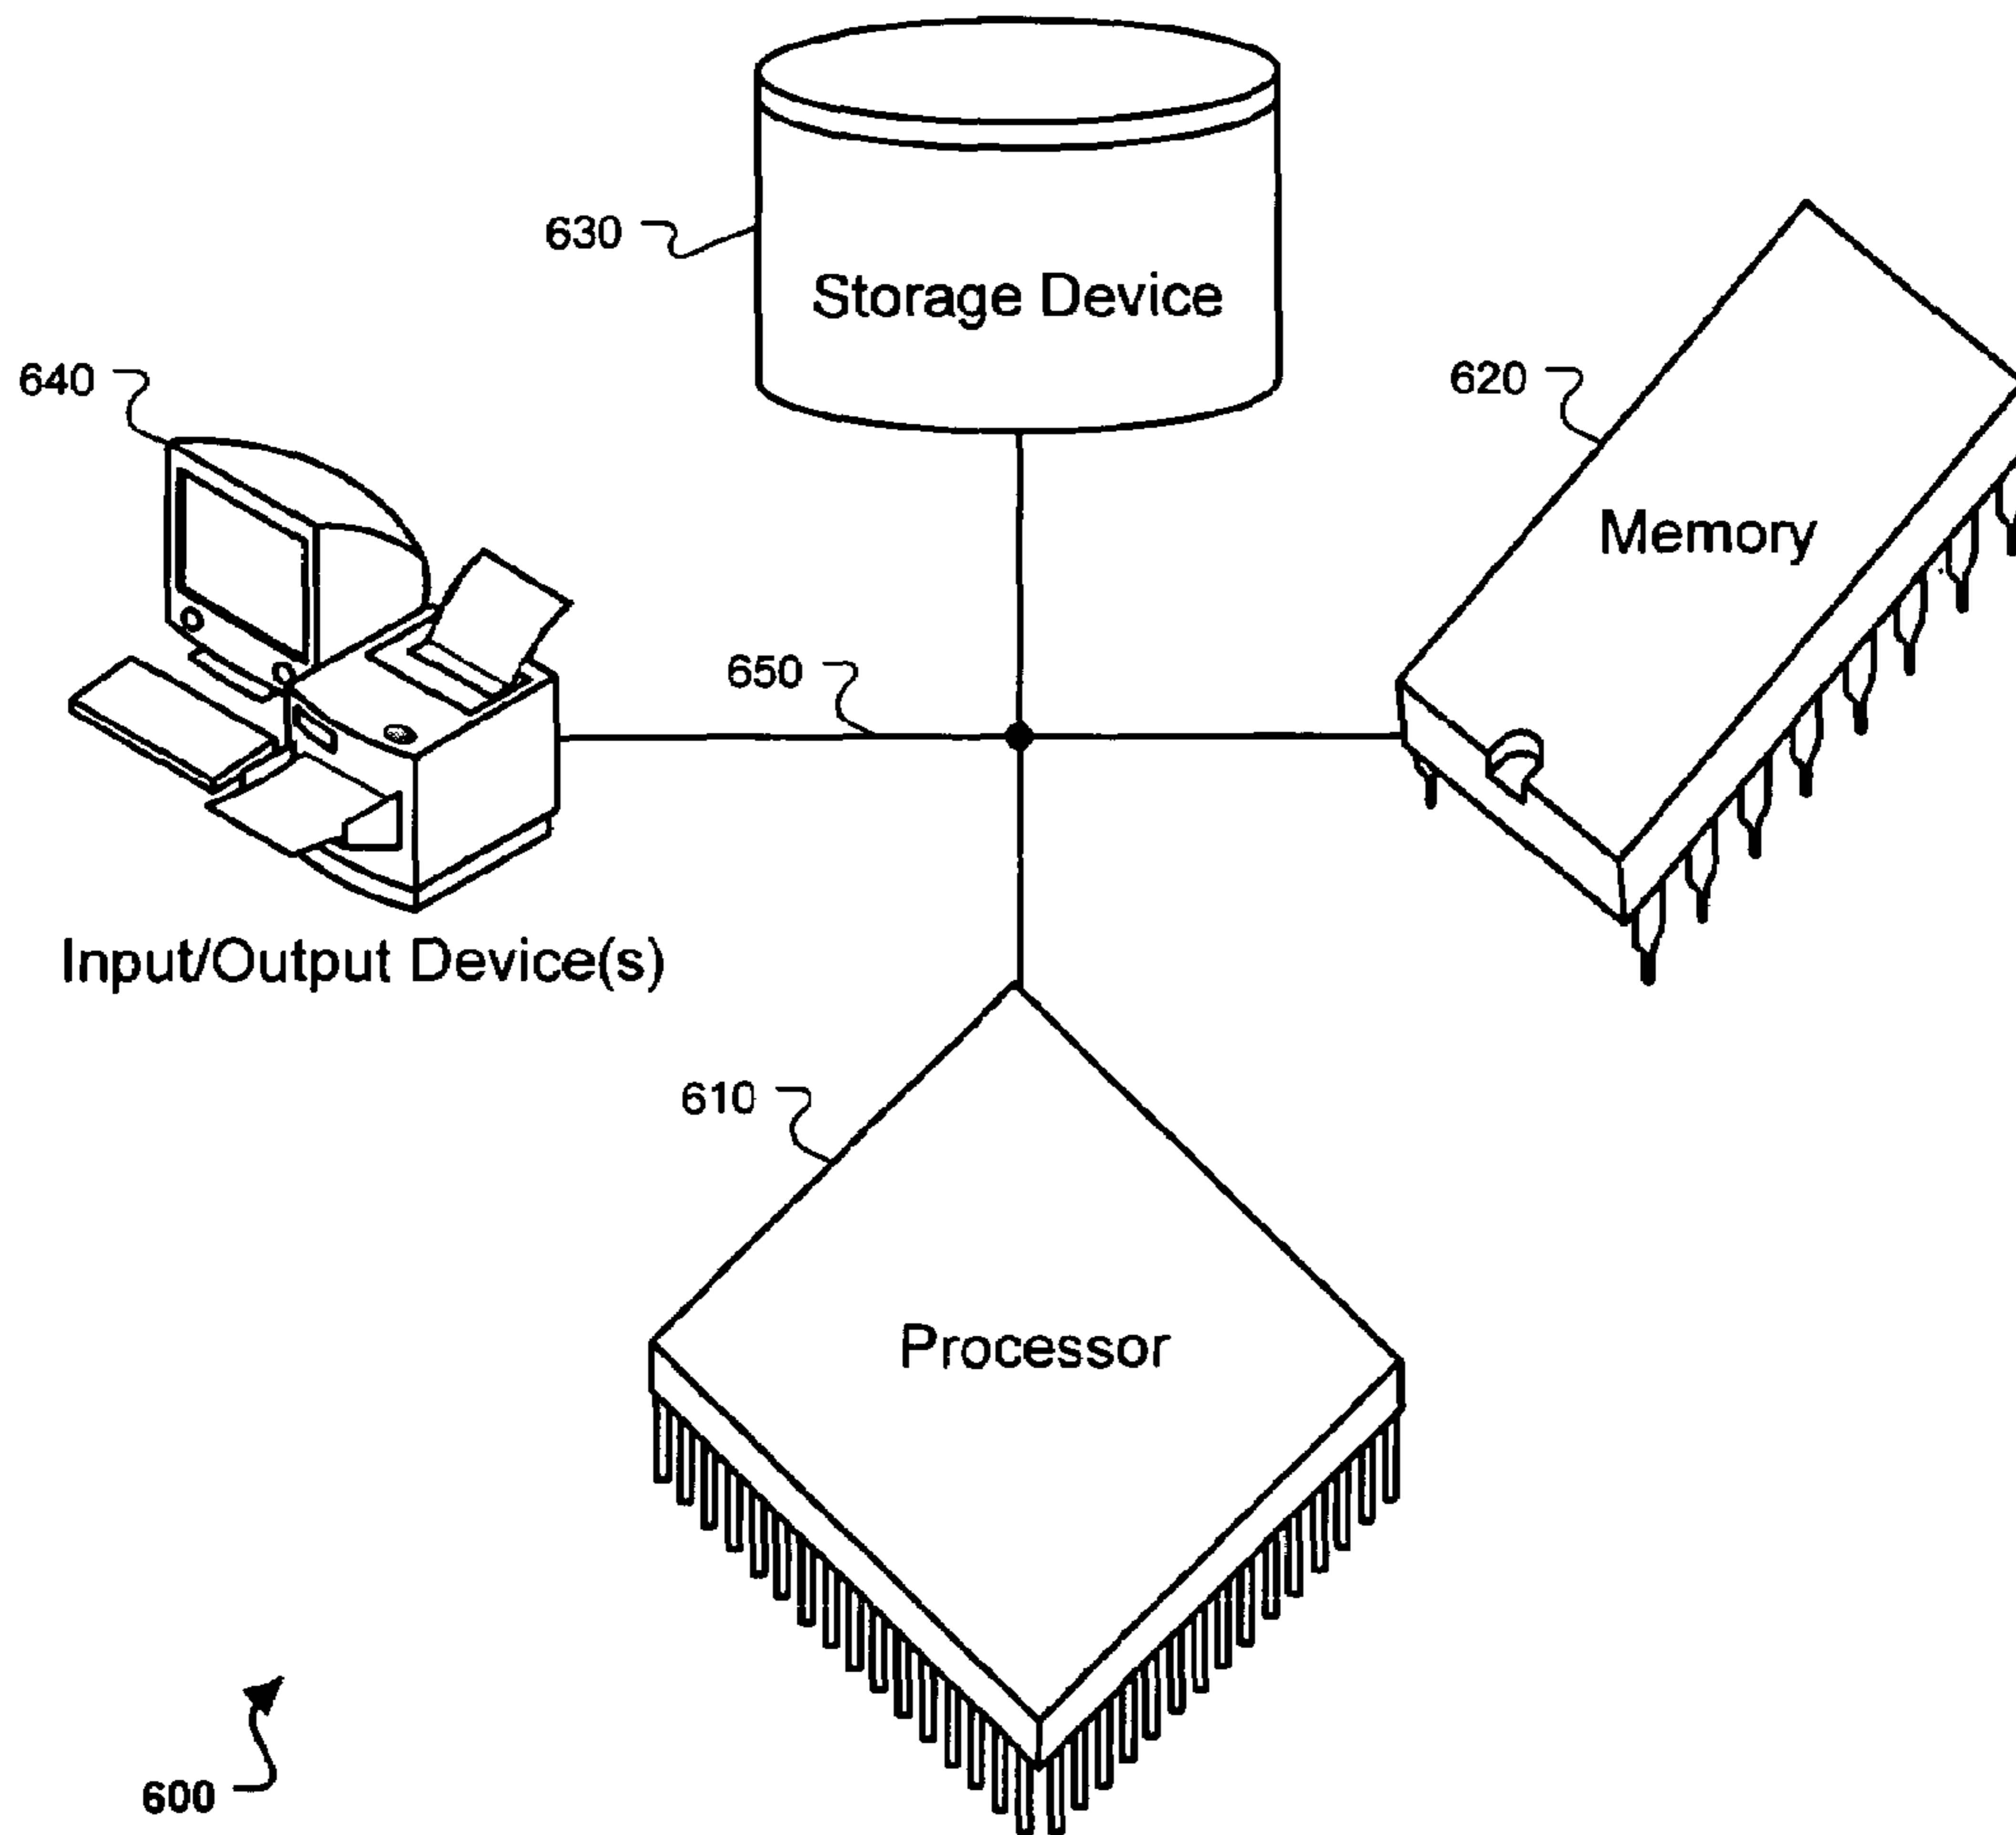 630
Storage Device
640
620
Memory
650
Input/Output Device(s)
610
Processor
600